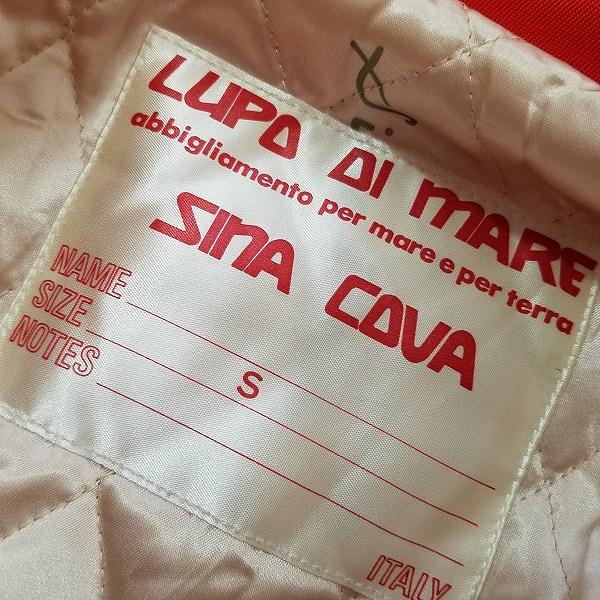 LUPO DI MARE
abbigliamento per mare e per terra
SINA COVA
NAME
SIZE S
NOTES
ITALY